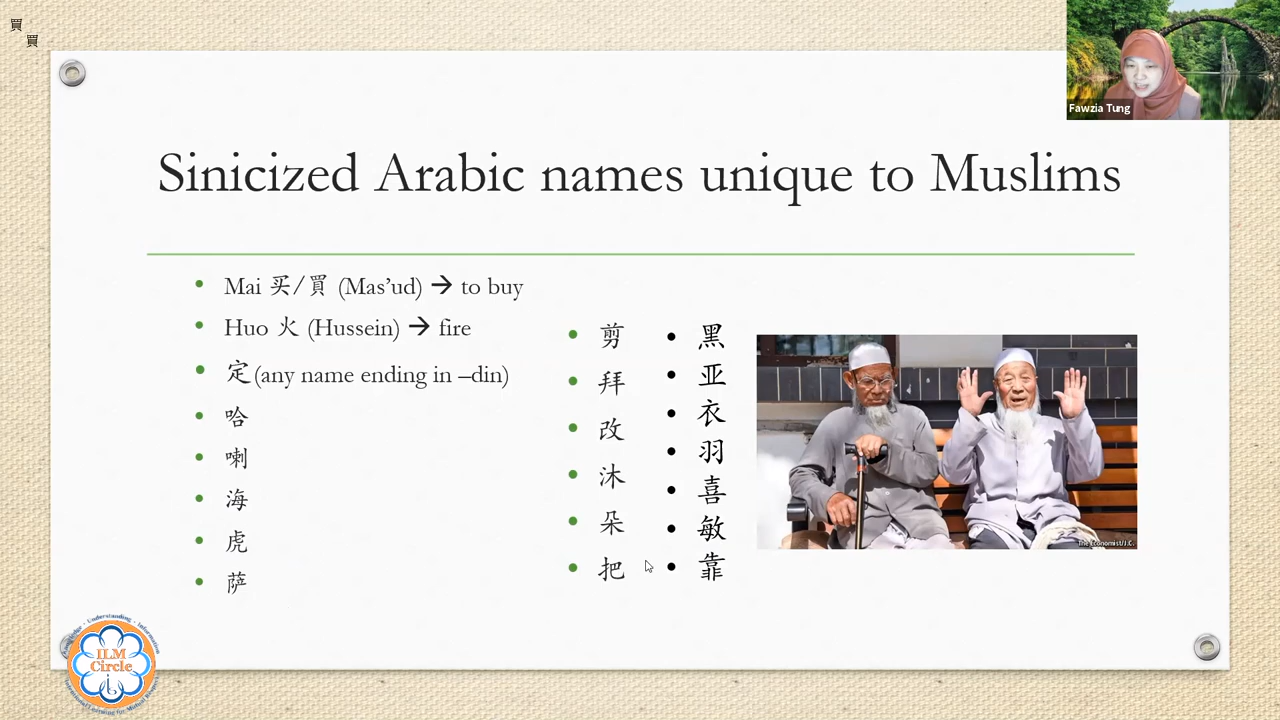 買
買
Fawzia Tung
Sinicized Arabic names unique to Muslims
Mai 买/買 (Mas’ud) → to buy
Huo 火 (Hussein) → fire
定(any name ending in –din)
哈
喇
海
虎
萨
剪
拜
改
沐
朵
把
黑
亚
衣
羽
喜
敏
靠
The Economist/J.C.
ILM
Circle